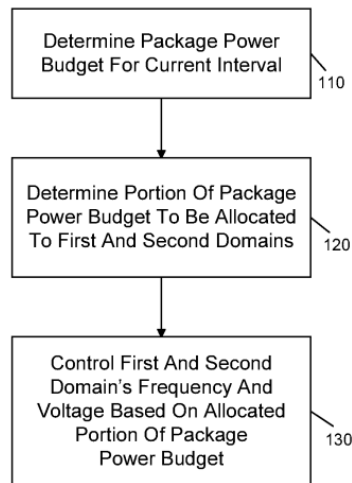 Determine Package Power
Budget For Current Interval
110
Determine Portion Of Package
Power Budget To Be Allocated
To First And Second Domains
120
Control First And Second
Domain's Frequency And
Voltage Based On Allocated
Portion Of Package
Power Budget
130